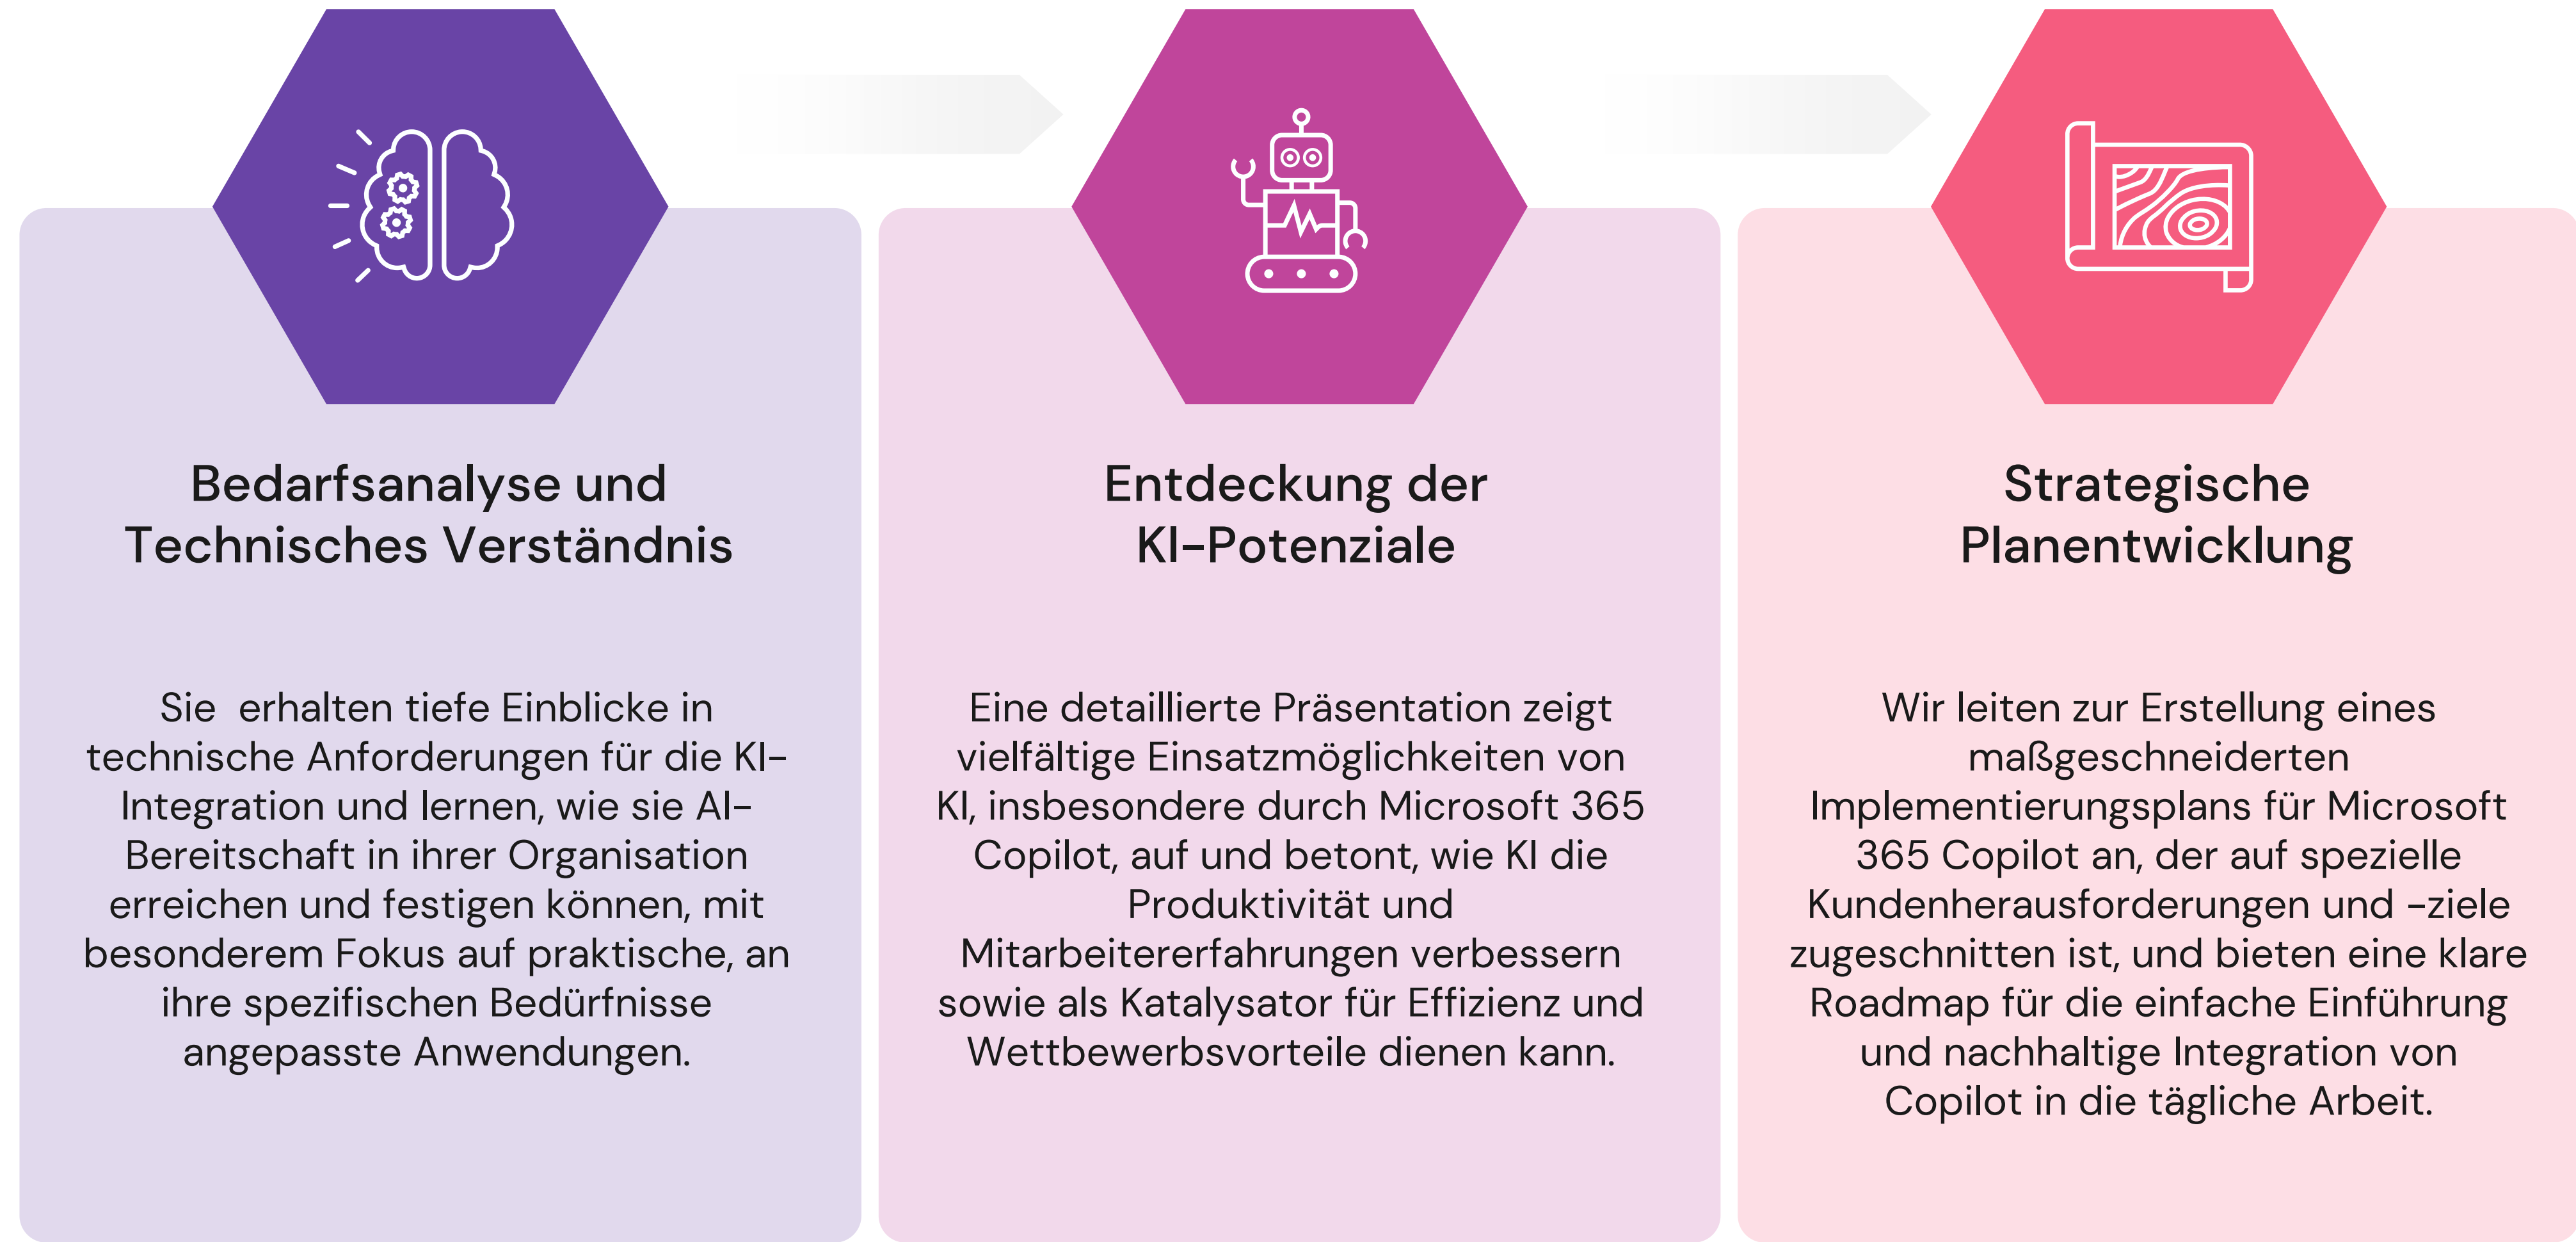 Bedarfsanalyse und
Technisches Verständnis
Sie  erhalten tiefe Einblicke in
technische Anforderungen für die KI-
Integration und lernen, wie sie AI-
Bereitschaft in ihrer Organisation
erreichen und festigen können, mit
besonderem Fokus auf praktische, an
ihre spezifischen Bedürfnisse
angepasste Anwendungen.
Entdeckung der
KI-Potenziale
Eine detaillierte Präsentation zeigt
vielfältige Einsatzmöglichkeiten von
KI, insbesondere durch Microsoft 365
Copilot, auf und betont, wie KI die
Produktivität und
Mitarbeitererfahrungen verbessern
sowie als Katalysator für Effizienz und
Wettbewerbsvorteile dienen kann.
Strategische
Planentwicklung
Wir leiten zur Erstellung eines
maßgeschneiderten
Implementierungsplans für Microsoft
365 Copilot an, der auf spezielle
Kundenherausforderungen und -ziele
zugeschnitten ist, und bieten eine klare
Roadmap für die einfache Einführung
und nachhaltige Integration von
Copilot in die tägliche Arbeit.